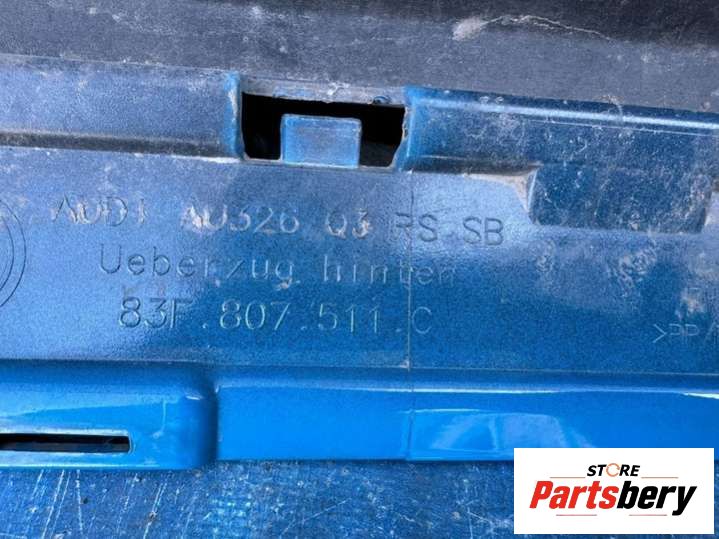 AUDI AU326 Q3 RS SB
Ueberzug hinten
83F.807.511.C
>PP/
STORE
Partsbery